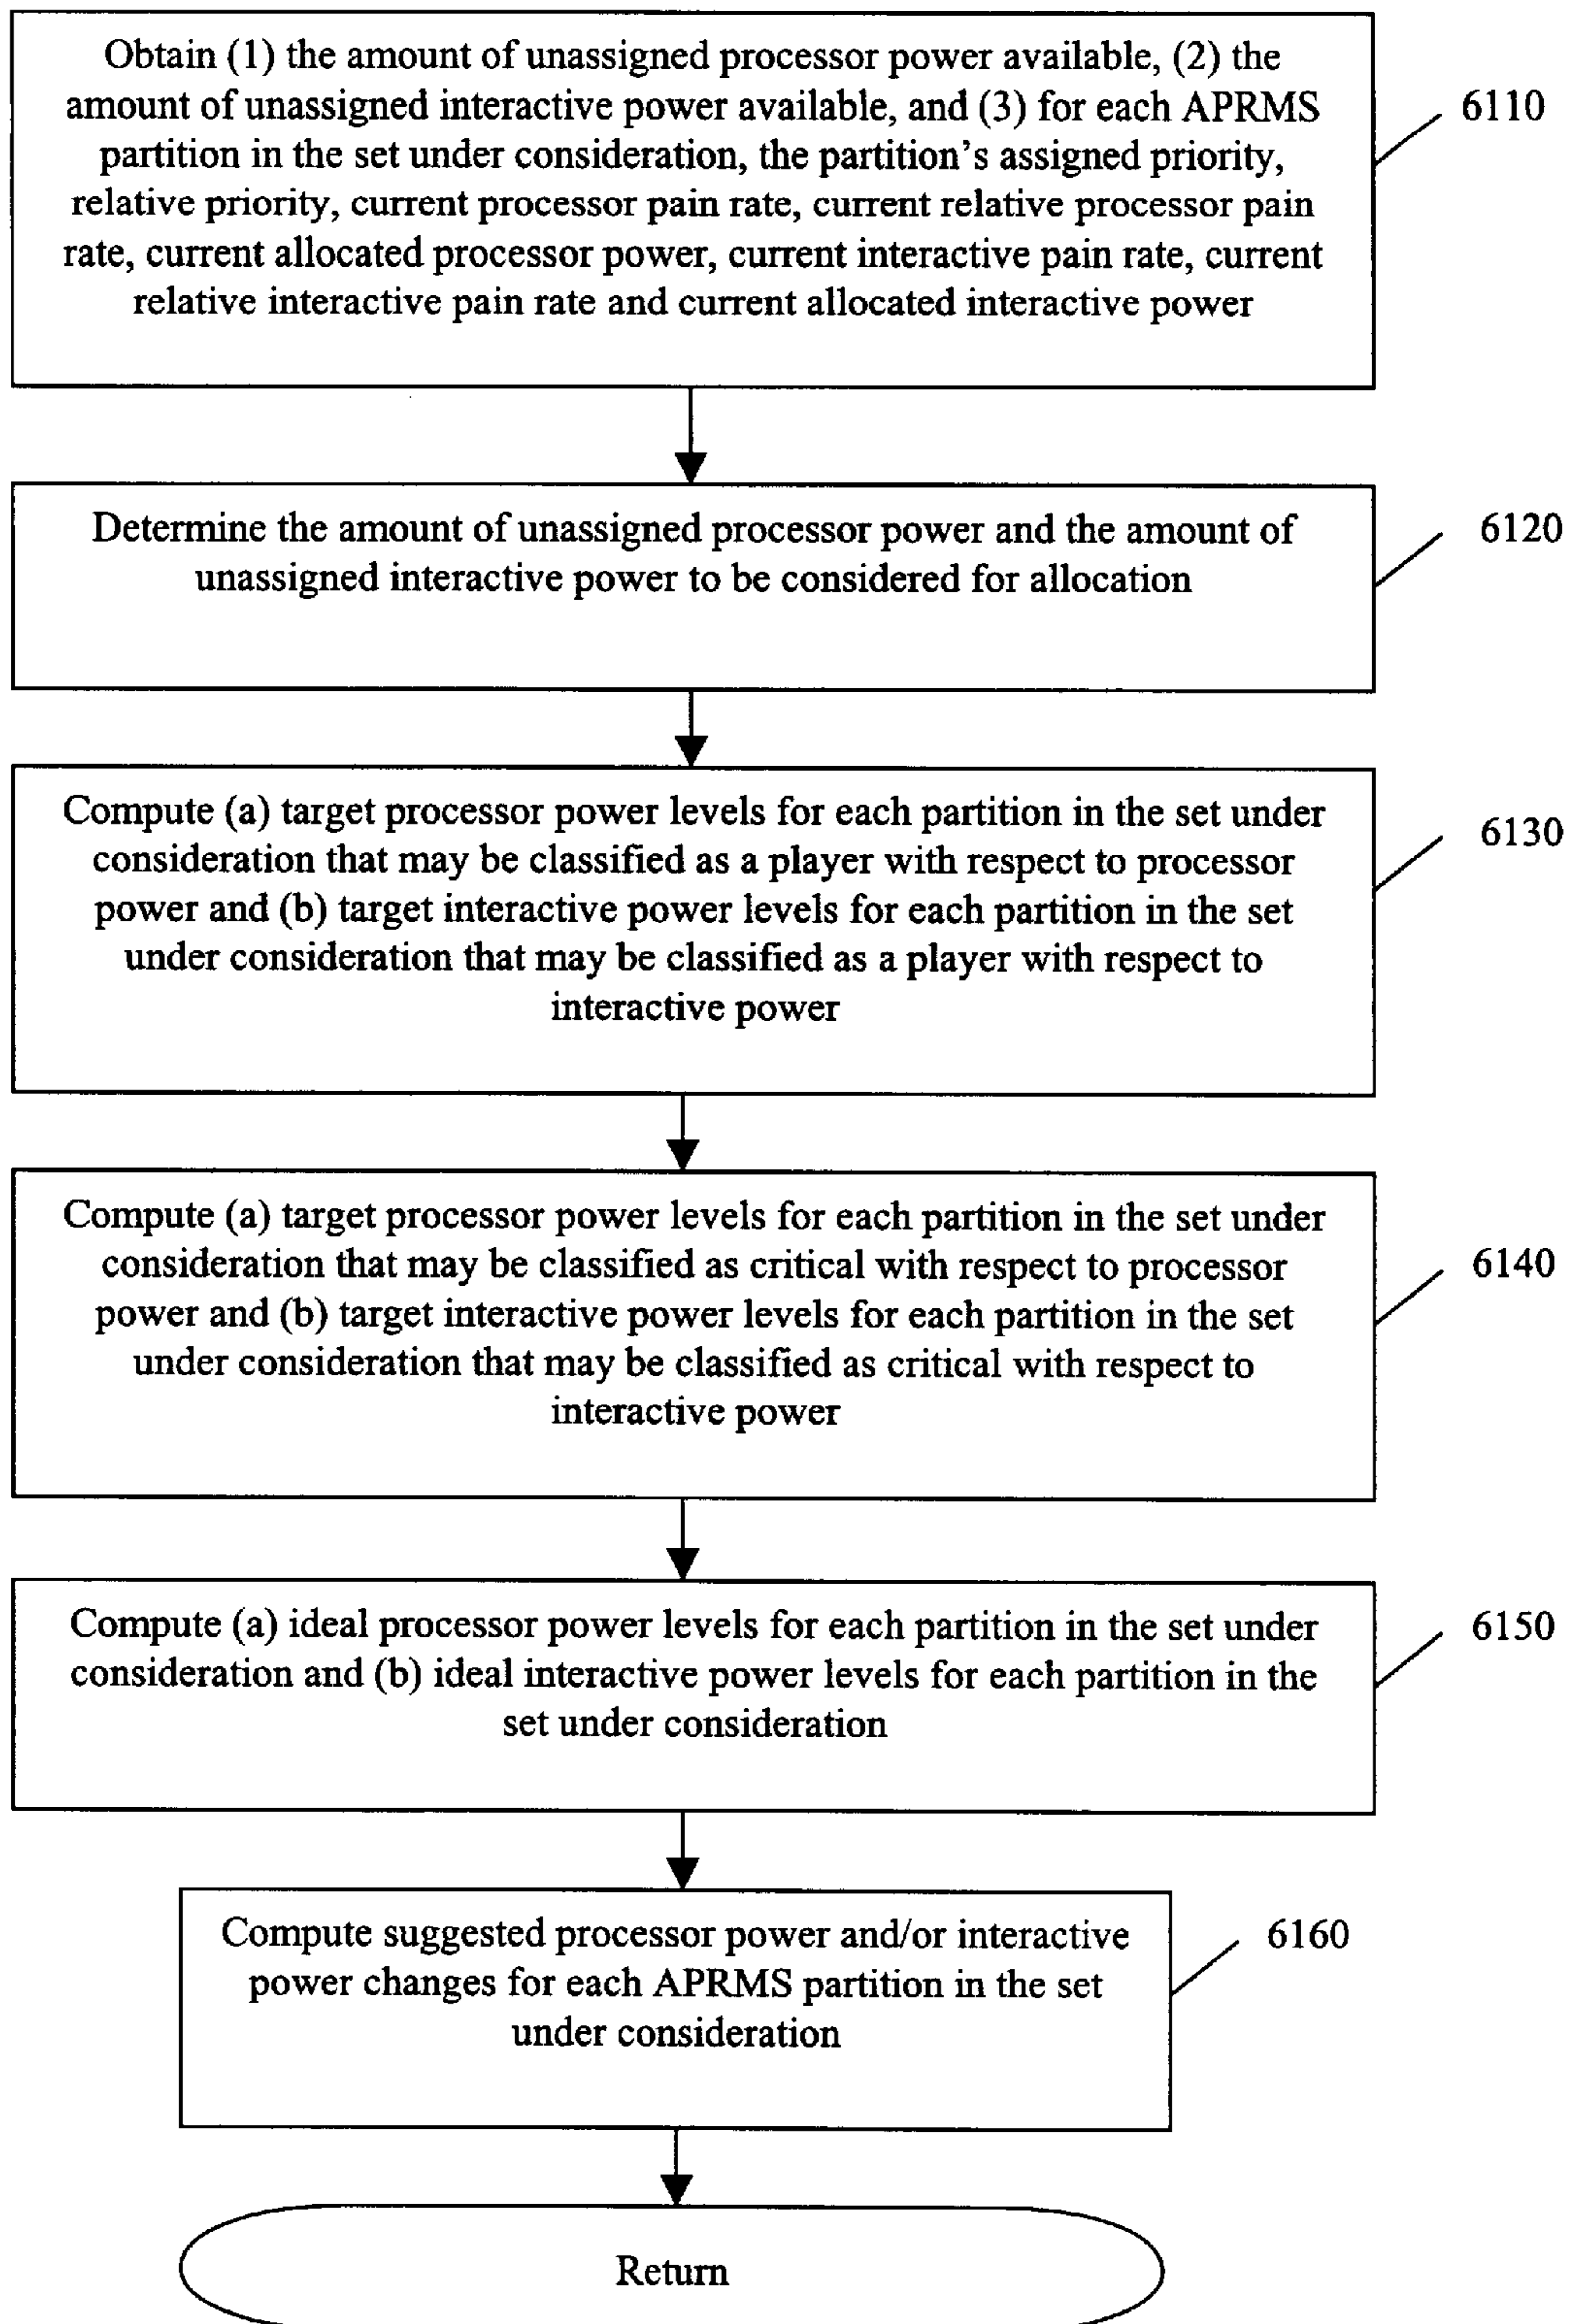 Obtain (1) the amount of unassigned processor power available, (2) the
amount of unassigned interactive power available, and (3) for each APRMS
partition in the set under consideration, the partition's assigned priority,
relative priority, current processor pain rate, current relative processor pain
rate, current allocated processor power, current interactive pain rate, current
relative interactive pain rate and current allocated interactive power
6110
Determine the amount of unassigned processor power and the amount of
unassigned interactive power to be considered for allocation
6120
Compute (a) target processor power levels for each partition in the set under
consideration that may be classified as a player with respect to processor
power and (b) target interactive power levels for each partition in the set
under consideration that may be classified as a player with respect to
interactive power
6130
Compute (a) target processor power levels for each partition in the set under
consideration that may be classified as critical with respect to processor
power and (b) target interactive power levels for each partition in the set
under consideration that may be classified as critical with respect to
interactive power
6140
Compute (a) ideal processor power levels for each partition in the set under
consideration and (b) ideal interactive power levels for each partition in the
set under consideration
6150
Compute suggested processor power and/or interactive
power changes for each APRMS partition in the set
under consideration
6160
Return